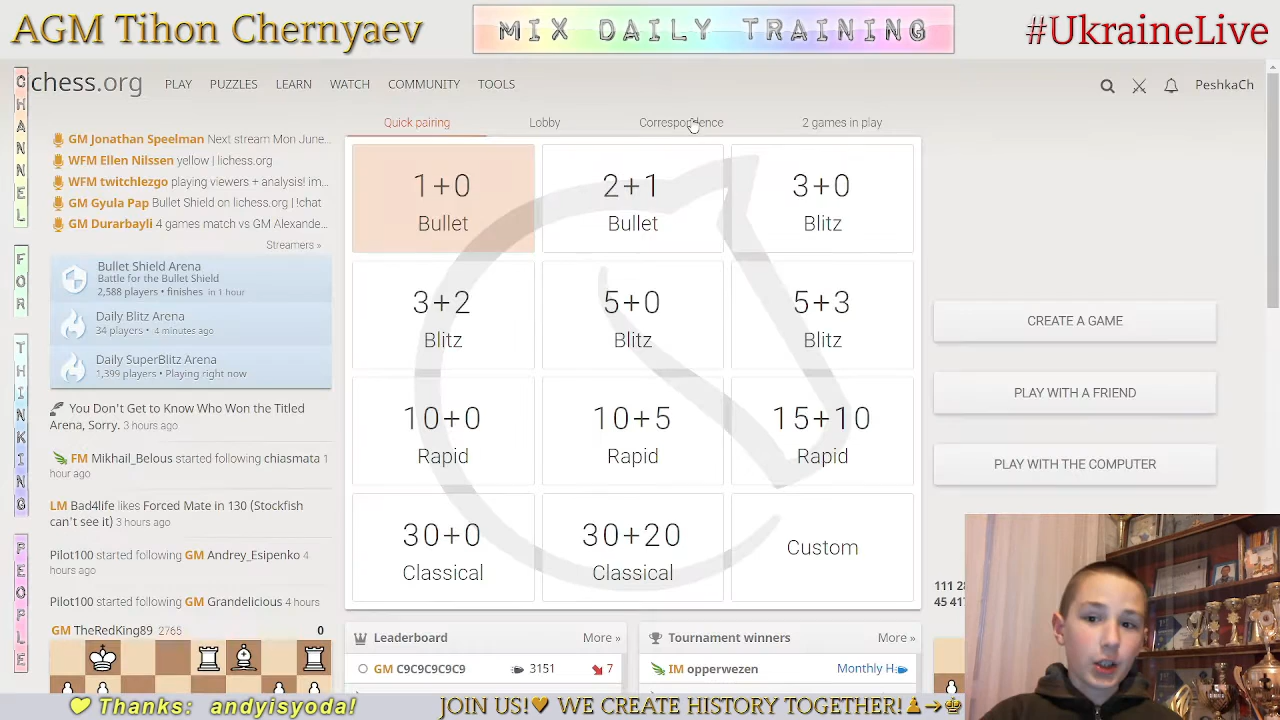 AGM Tihon Chernyaev
MIX DAILY TRAINING
#UkraineLive
CHANNEL
FOR
THINKING
PEOPLE
chess.org
PLAY
PUZZLES
LEARN
WATCH
COMMUNITY
TOOLS
PeshkaCh
GM Jonathan Speelman Next stream Mon June...
WFM Ellen Nilssen yellow | lichess.org
WFM twitchlezgo playing viewers + analysis! im...
GM Gyula Pap Bullet Shield on lichess.org | !chat
GM Durarbayli 4 games match vs GM Alexande...
Streamers »
Bullet Shield Arena
Battle for the Bullet Shield
2,588 players • finishes in 1 hour
Daily Blitz Arena
34 players • 4 minutes ago
Daily SuperBlitz Arena
1,399 players • Playing right now
You Don't Get to Know Who Won the Titled
Arena, Sorry. 3 hours ago
FM Mikhail_Belous started following chiasmata 1
hour ago
LM Bad4life likes Forced Mate in 130 (Stockfish
can't see it) 3 hours ago
Pilot100 started following GM Andrey_Esipenko 4
hours ago
Pilot100 started following GM Grandelicious 4 hours
GM TheRedKing89 2765
0
Quick pairing
Lobby
Correspondence
2 games in play
1+0
Bullet
2+1
Bullet
3+0
Blitz
3+2
Blitz
5+0
Blitz
5+3
Blitz
10+0
Rapid
10+5
Rapid
15+10
Rapid
30+0
Classical
30+20
Classical
Custom
CREATE A GAME
PLAY WITH A FRIEND
PLAY WITH THE COMPUTER
111 28
45 417
Leaderboard
More »
GM C9C9C9C9C9
3151
7
Tournament winners
More »
IM opperwezen
Monthly H
Thanks: andyisyoda!
JOIN US! WE CREATE HISTORY TOGETHER!